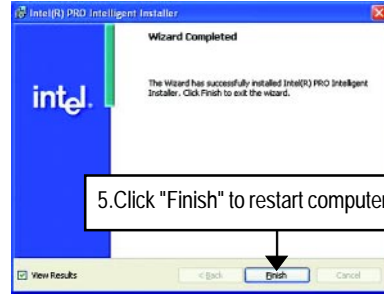 Intel(R) PRO Intelligent Installer
Wizard Completed
The Wizard has successfully installed Intel(R) PRO Intelligent
Installer. Click Finish to exit the wizard.
intel.
5.Click "Finish" to restart computer
View Results
< Back
Finish
Cancel